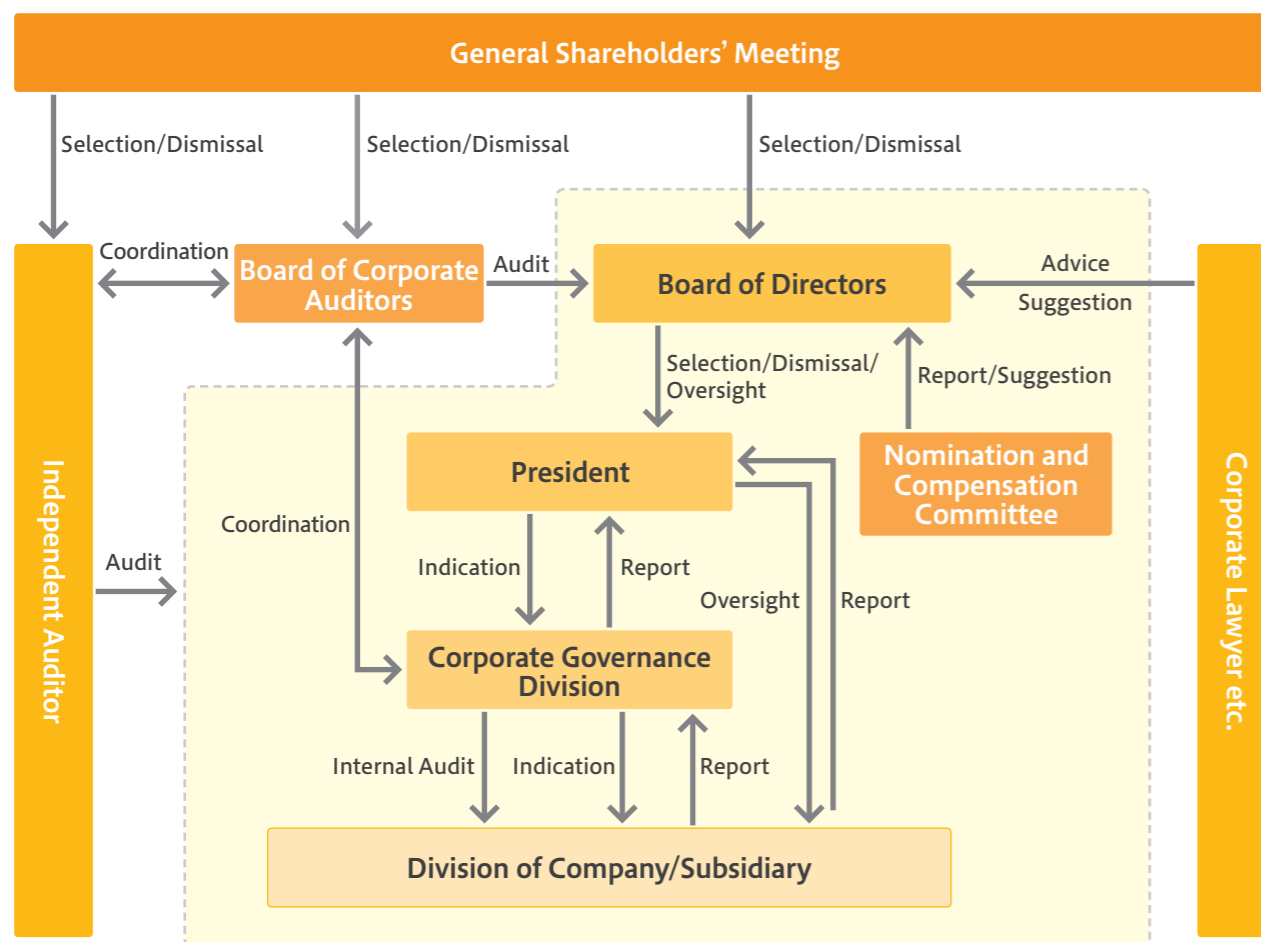 General Shareholders’ Meeting
Selection/Dismissal
Selection/Dismissal
Selection/Dismissal
Coordination
Board of Corporate
Auditors
Audit
Board of Directors
Advice
Suggestion
Selection/Dismissal/
Oversight
Report/Suggestion
Independent Auditor
President
Nomination and
Compensation
Committee
Corporate Lawyer etc.
Coordination
Audit
Indication
Report
Oversight
Report
Corporate Governance
Division
Internal Audit
Indication
Report
Division of Company/Subsidiary